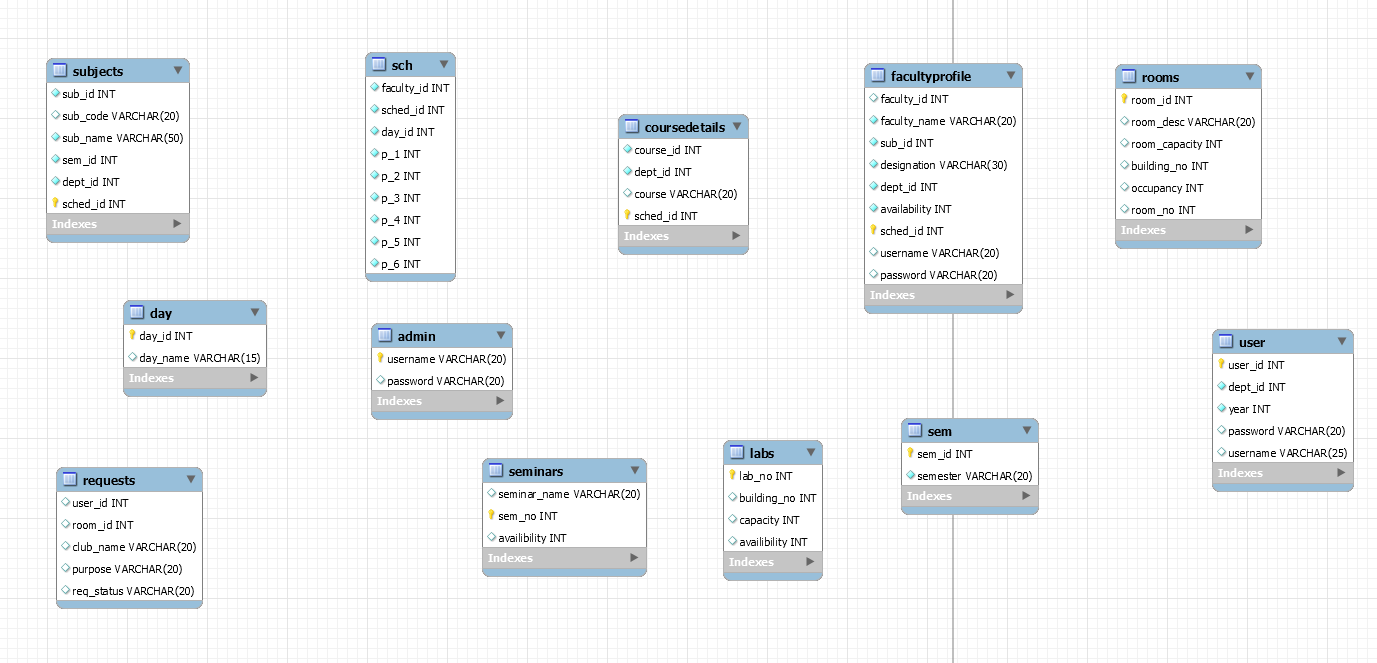 subjects
sub_id INT
sub_code VARCHAR(20)
sub_name VARCHAR(50)
sem_id INT
dept_id INT
sched_id INT
Indexes
sch
faculty_id INT
sched_id INT
day_id INT
p_1 INT
p_2 INT
p_3 INT
p_4 INT
p_5 INT
p_6 INT
coursedetails
course_id INT
dept_id INT
course VARCHAR(20)
sched_id INT
Indexes
facultyprofile
faculty_id INT
faculty_name VARCHAR(20)
sub_id INT
designation VARCHAR(30)
dept_id INT
availability INT
sched_id INT
username VARCHAR(20)
password VARCHAR(20)
Indexes
rooms
room_id INT
room_desc VARCHAR(20)
room_capacity INT
building_no INT
occupancy INT
room_no INT
Indexes
day
day_id INT
day_name VARCHAR(15)
Indexes
admin
username VARCHAR(20)
password VARCHAR(20)
Indexes
user
user_id INT
dept_id INT
year INT
password VARCHAR(20)
username VARCHAR(25)
Indexes
requests
user_id INT
room_id INT
club_name VARCHAR(20)
purpose VARCHAR(20)
req_status VARCHAR(20)
seminars
seminar_name VARCHAR(20)
sem_no INT
availibility INT
Indexes
labs
lab_no INT
building_no INT
capacity INT
availibility INT
Indexes
sem
sem_id INT
semester VARCHAR(20)
Indexes